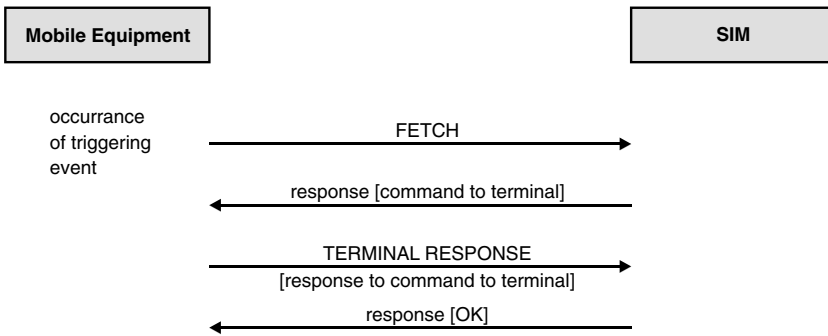 Mobile Equipment
SIM
occurrance
of triggering
event
FETCH
response [command to terminal]
TERMINAL RESPONSE
[response to command to terminal]
response [OK]